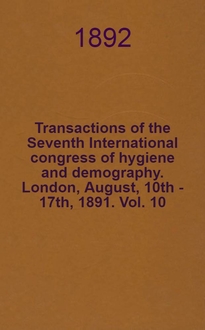 1892
Transactions of the
Seventh International
congress of hygiene
and demography.
London, August, 10th -
17th, 1891. Vol. 10